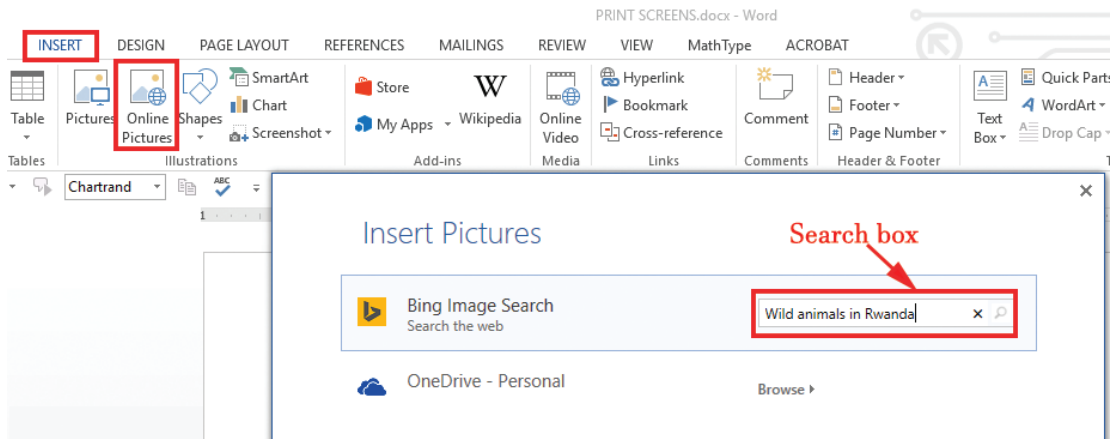 PRINT SCREENS.docx - Word
INSERT DESIGN PAGE LAYOUT REFERENCES MAILINGS REVIEW VIEW MathType ACROBAT
Table
Pictures
Online
Pictures
Shapes
SmartArt
Chart
Screenshot
Illustrations
Tables
Store
My Apps
W
Wikipedia
Add-ins
Online
Video
Media
Hyperlink
Bookmark
Cross-reference
Links
Comment
Comments
Header
Footer
Page Number
#
Header & Footer
A
Text
Box
Quick Parts
A WordArt
A Drop Cap
Chartrand
ABC
1
Insert Pictures
Search box
Bing Image Search
Search the web
Wild animals in Rwanda
OneDrive - Personal
Browse